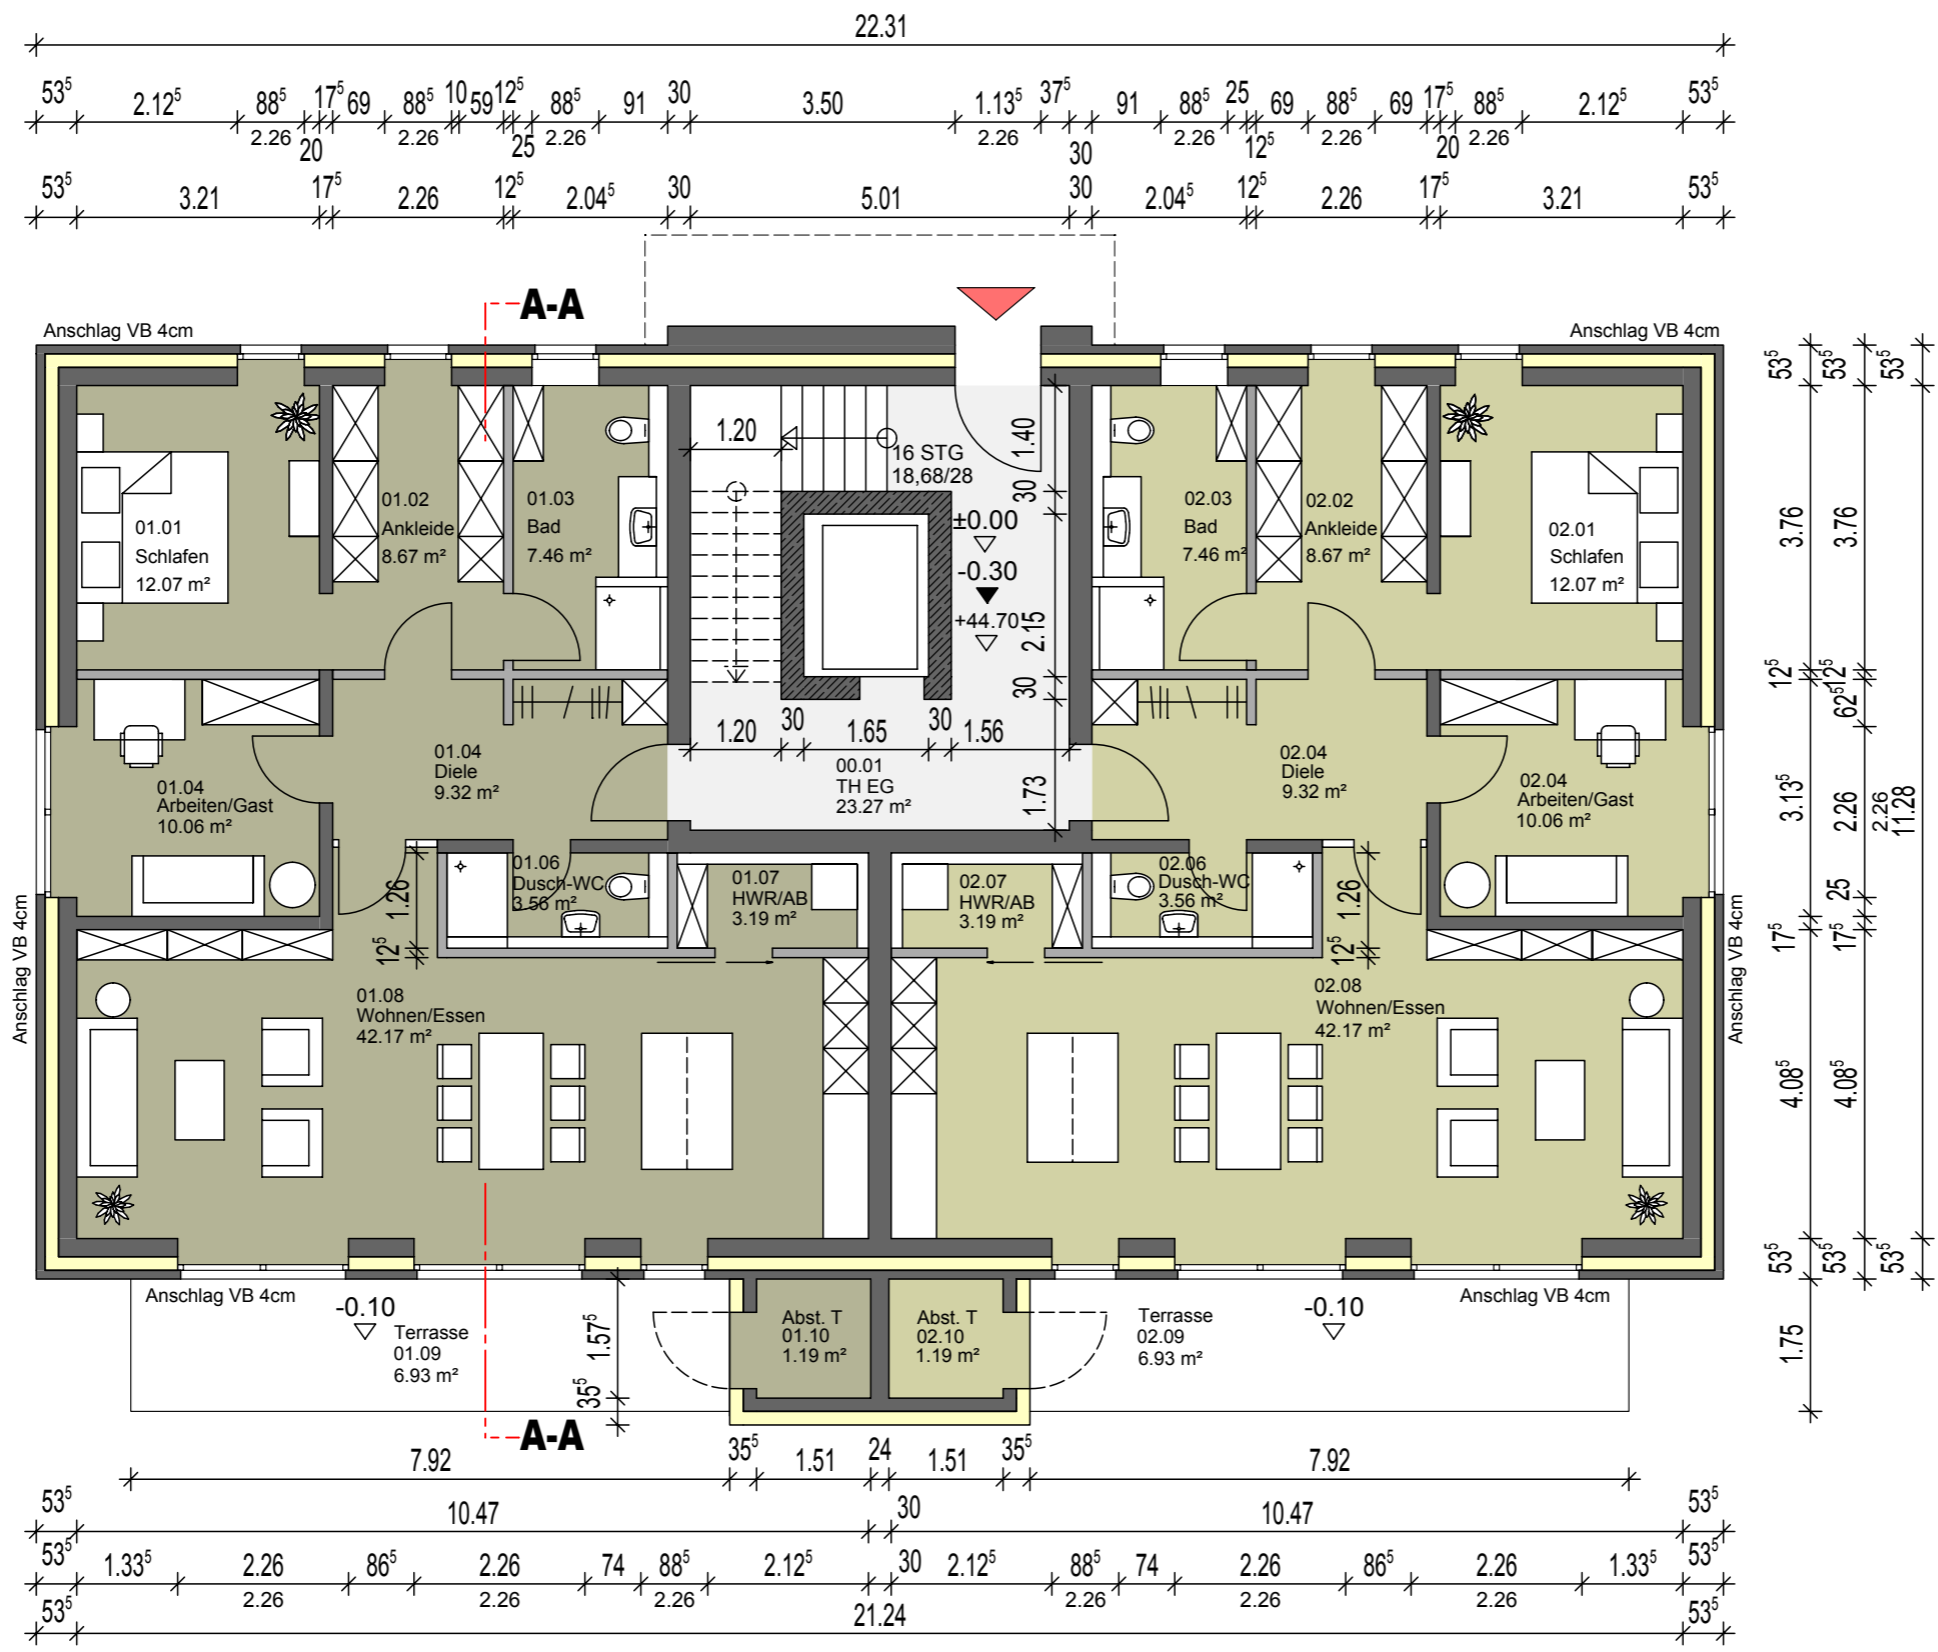 22.31
53⁵ 2.12⁵ 88⁵ 17⁵ 69 88⁵ 10 59 12⁵ 88⁵ 91 30 3.50 1.13⁵ 37⁵ 91 88⁵ 25 69 88⁵ 69 17⁵ 88⁵ 2.12⁵ 53⁵
2.26 20 2.26 25 2.26 2.26 30 2.26 12⁵ 2.26 20 2.26
53⁵ 3.21 17⁵ 2.26 12⁵ 2.04⁵ 30 5.01 30 2.04⁵ 12⁵ 2.26 17⁵ 3.21 53⁵
A-A
Anschlag VB 4cm
Anschlag VB 4cm
01.01
Schlafen
12.07 m²
01.02
Ankleide
8.67 m²
01.03
Bad
7.46 m²
1.20
16 STG
18,68/28
1.40
30
±0.00
-0.30
+44.70
2.15
30
02.03
Bad
7.46 m²
02.02
Ankleide
8.67 m²
02.01
Schlafen
12.07 m²
1.20 30 1.65 30 1.56
00.01
TH EG
23.27 m²
1.73
01.04
Arbeiten/Gast
10.06 m²
01.04
Diele
9.32 m²
02.04
Diele
9.32 m²
02.04
Arbeiten/Gast
10.06 m²
1.26
12⁵
01.06
Dusch-WC
3.56 m²
01.07
HWR/AB
3.19 m²
02.07
HWR/AB
3.19 m²
02.06
Dusch-WC
3.56 m²
1.26
12⁵
Anschlag VB 4cm
Anschlag VB 4cm
01.08
Wohnen/Essen
42.17 m²
02.08
Wohnen/Essen
42.17 m²
53⁵ 53⁵ 53⁵
3.76 3.76
12⁵ 12⁵
62⁵
3.13⁵ 2.26 2.26 11.28
25
17⁵ 17⁵
4.08⁵ 4.08⁵
53⁵ 53⁵ 53⁵
1.75
Anschlag VB 4cm
-0.10
Terrasse
01.09
6.93 m²
1.57⁵
35⁵
Abst. T
01.10
1.19 m²
Abst. T
02.10
1.19 m²
Terrasse
02.09
6.93 m²
-0.10
Anschlag VB 4cm
A-A
7.92 35⁵ 1.51 24 1.51 35⁵ 7.92
53⁵ 10.47 30 10.47 53⁵
53⁵ 1.33⁵ 2.26 86⁵ 2.26 74 88⁵ 2.12⁵ 30 2.12⁵ 88⁵ 74 2.26 86⁵ 2.26 1.33⁵ 53⁵
2.26 2.26 2.26 2.26 2.26 2.26
53⁵ 21.24 53⁵